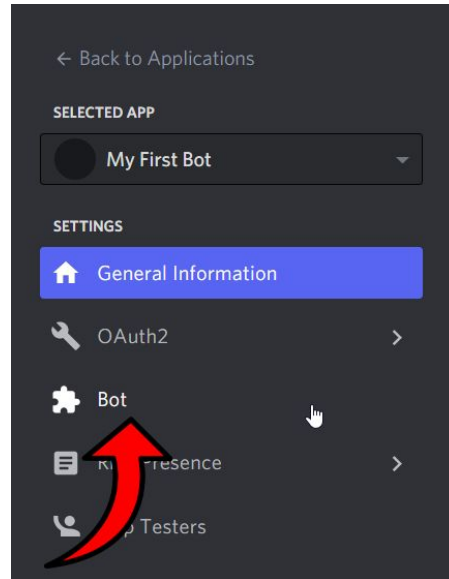 ← Back to Applications
SELECTED APP
My First Bot
SETTINGS
General Information
OAuth2
Bot
Presence
Testers